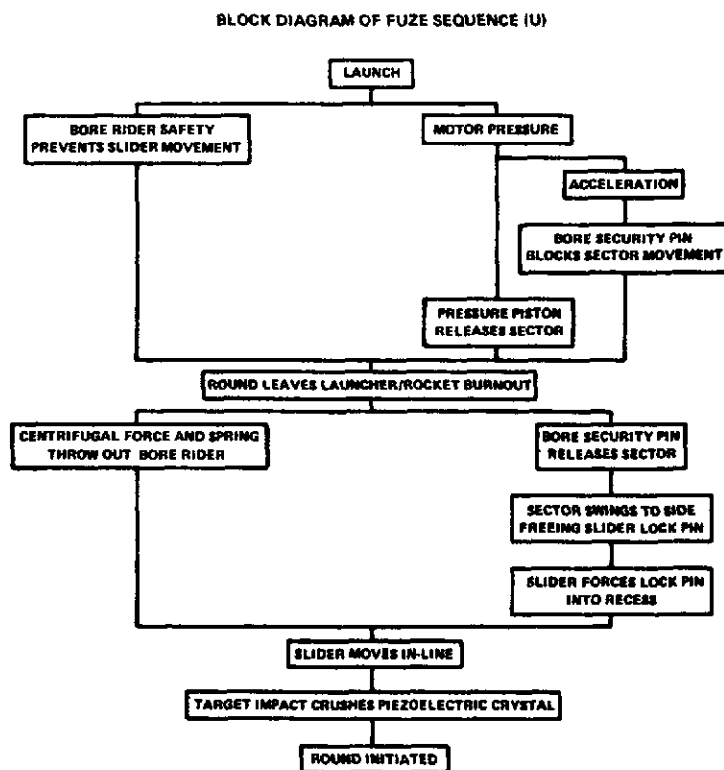 BLOCK DIAGRAM OF FUZE SEQUENCE (U)
LAUNCH
BORE RIDER SAFETY
PREVENTS SLIDER MOVEMENT
MOTOR PRESSURE
ACCELERATION
BORE SECURITY PIN
BLOCKS SECTOR MOVEMENT
PRESSURE PISTON
RELEASES SECTOR
ROUND LEAVES LAUNCHER/ROCKET BURNOUT
CENTRIFUGAL FORCE AND SPRING
THROW OUT BORE RIDER
BORE SECURITY PIN
RELEASES SECTOR
SECTOR SWINGS TO SIDE
FREEING SLIDER LOCK PIN
SLIDER FORCES LOCK PIN
INTO RECESS
SLIDER MOVES IN-LINE
TARGET IMPACT CRUSHES PIEZOELECTRIC CRYSTAL
ROUND INITIATED